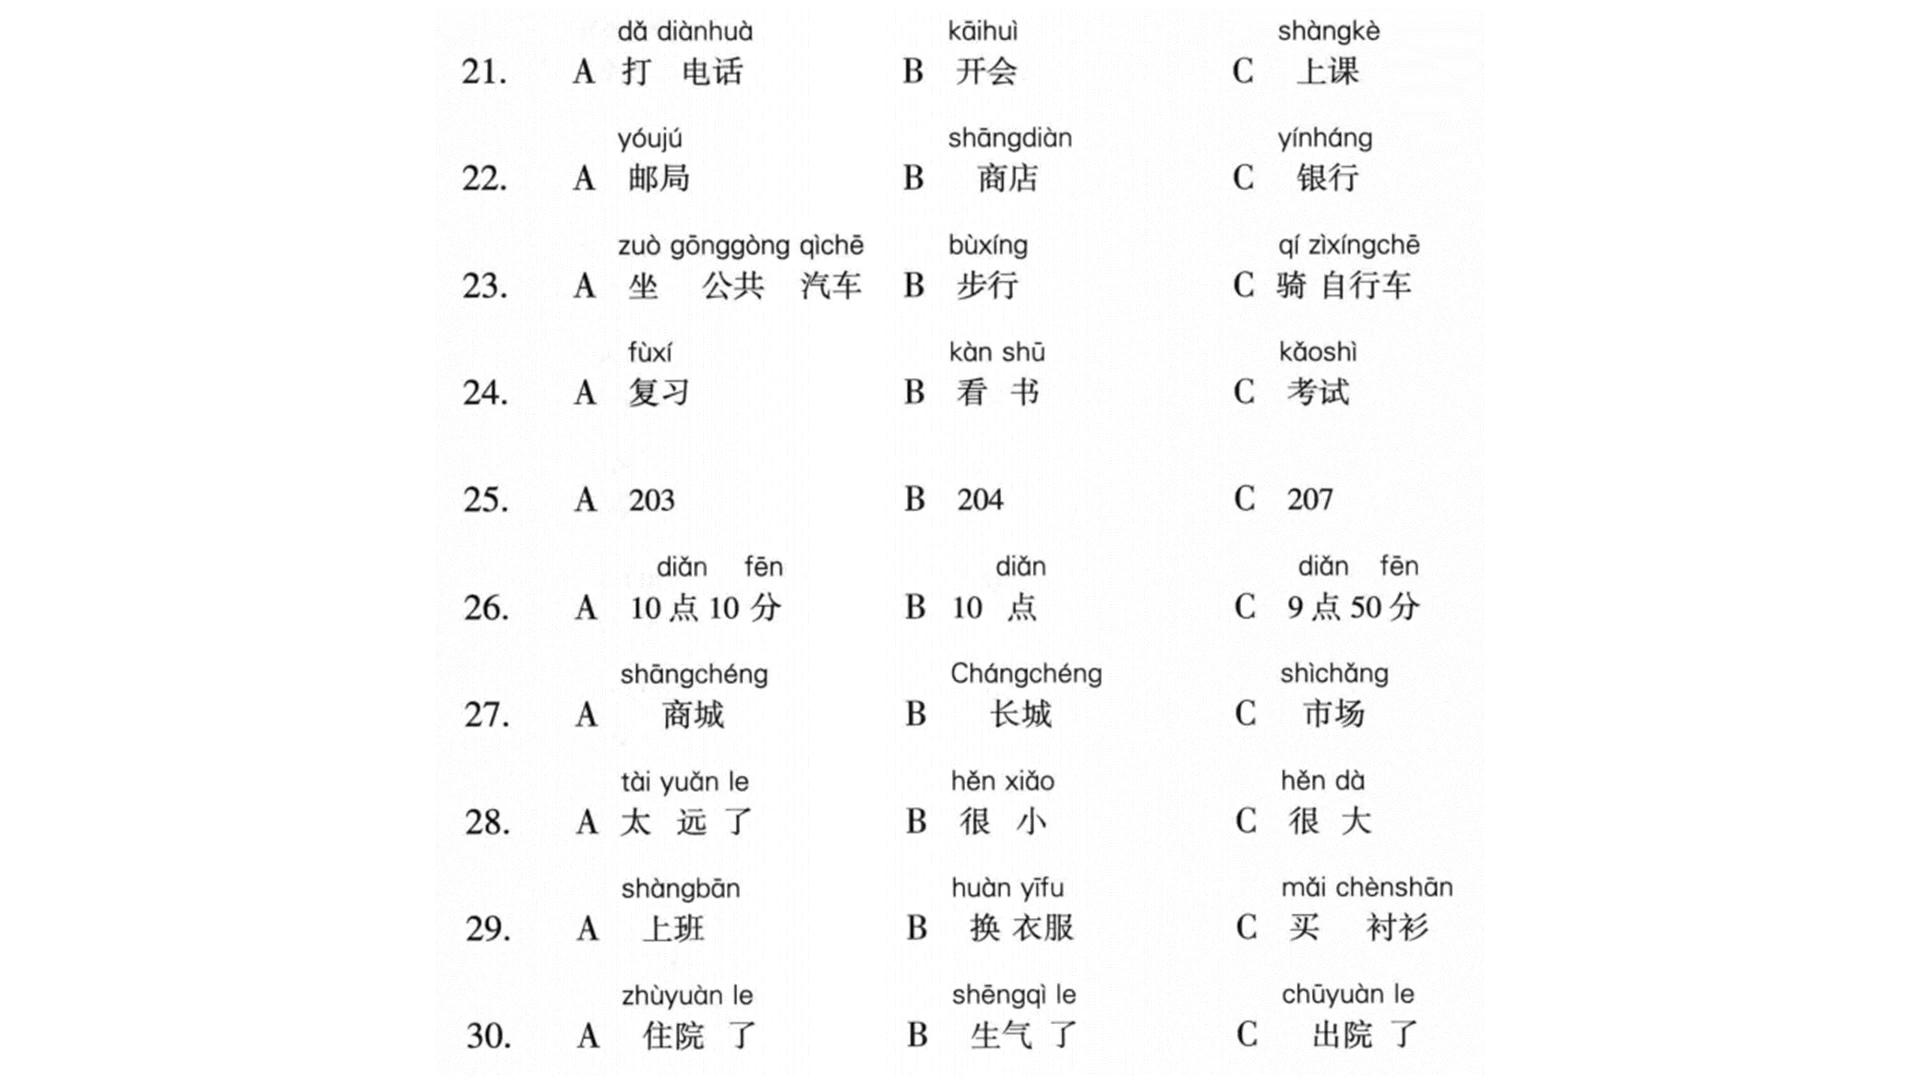 dǎ diànhuà kāihuì shàngkè
21. A 打 电话 B 开会 C 上课
yóujú shāngdiàn yínháng
22. A 邮局 B 商店 C 银行
zuò gōnggòng qìchē bùxíng qí zìxíngchē
23. A 坐 公共 汽车 B 步行 C 骑 自行车
fùxí kàn shū kǎoshì
24. A 复习 B 看 书 C 考试
25. A 203 B 204 C 207
diǎn fēn diǎn diǎn fēn
26. A 10 点 10 分 B 10 点 C 9 点 50 分
shāngchéng Chángchéng shìchǎng
27. A 商城 B 长城 C 市场
tài yuǎn le hěn xiǎo hěn dà
28. A 太 远 了 B 很 小 C 很 大
shàngbān huàn yīfu mǎi chènshān
29. A 上班 B 换 衣服 C 买 衬衫
zhùyuàn le shēngqì le chūyuàn le
30. A 住院 了 B 生气 了 C 出院 了